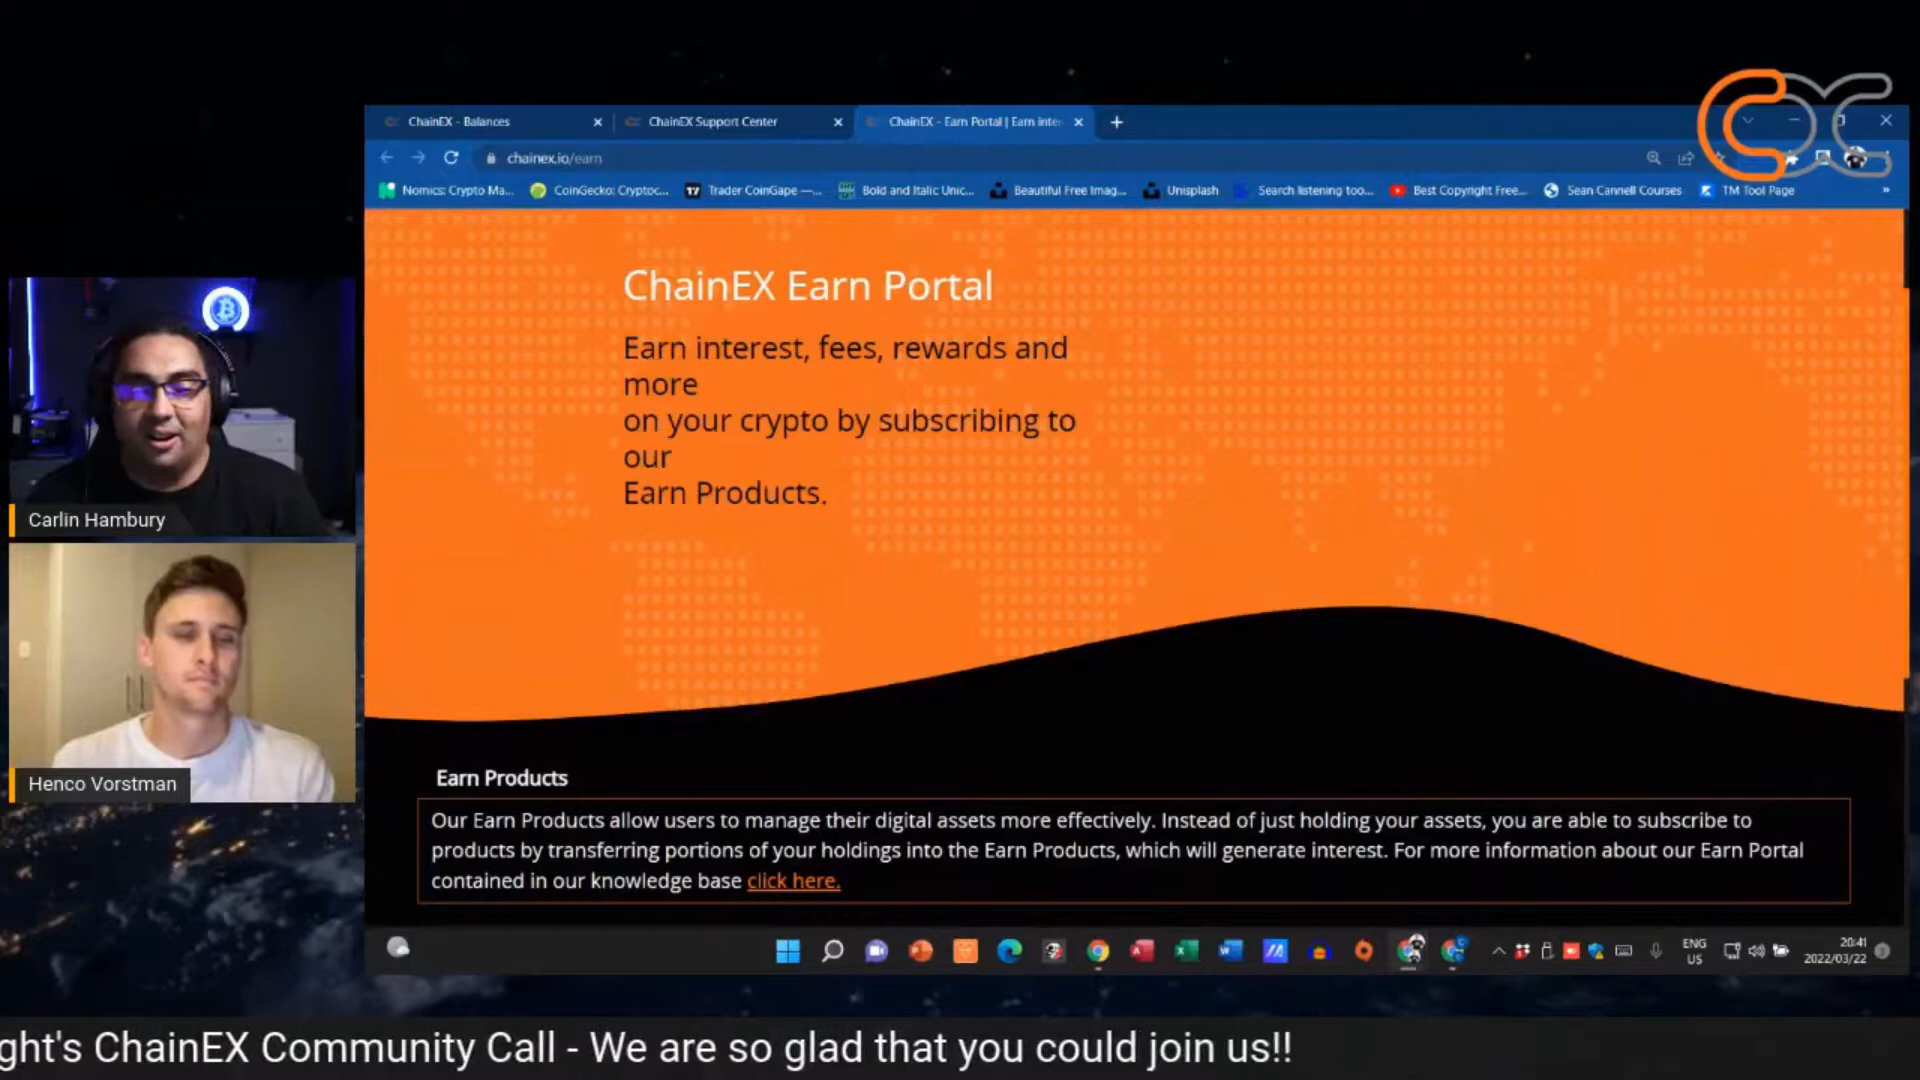 ChainEX - Balances
ChainEX Support Center
ChainEX - Earn Portal | Earn inte
chainex.io/earn
Nomics: Crypto Ma...
CoinGecko: Cryptoc...
Trader CoinGape —...
Bold and Italic Unic...
Beautiful Free Imag...
Unisplash
Search listening too...
Best Copyright Free...
Sean Cannell Courses
TM Tool Page
ChainEX Earn Portal
Earn interest, fees, rewards and
more
on your crypto by subscribing to
our
Earn Products.
Carlin Hambury
Henco Vorstman
Earn Products
Our Earn Products allow users to manage their digital assets more effectively. Instead of just holding your assets, you are able to subscribe to
products by transferring portions of your holdings into the Earn Products, which will generate interest. For more information about our Earn Portal
contained in our knowledge base click here.
ENG
US
20:41
2022/03/22
ght's ChainEX Community Call - We are so glad that you could join us!!